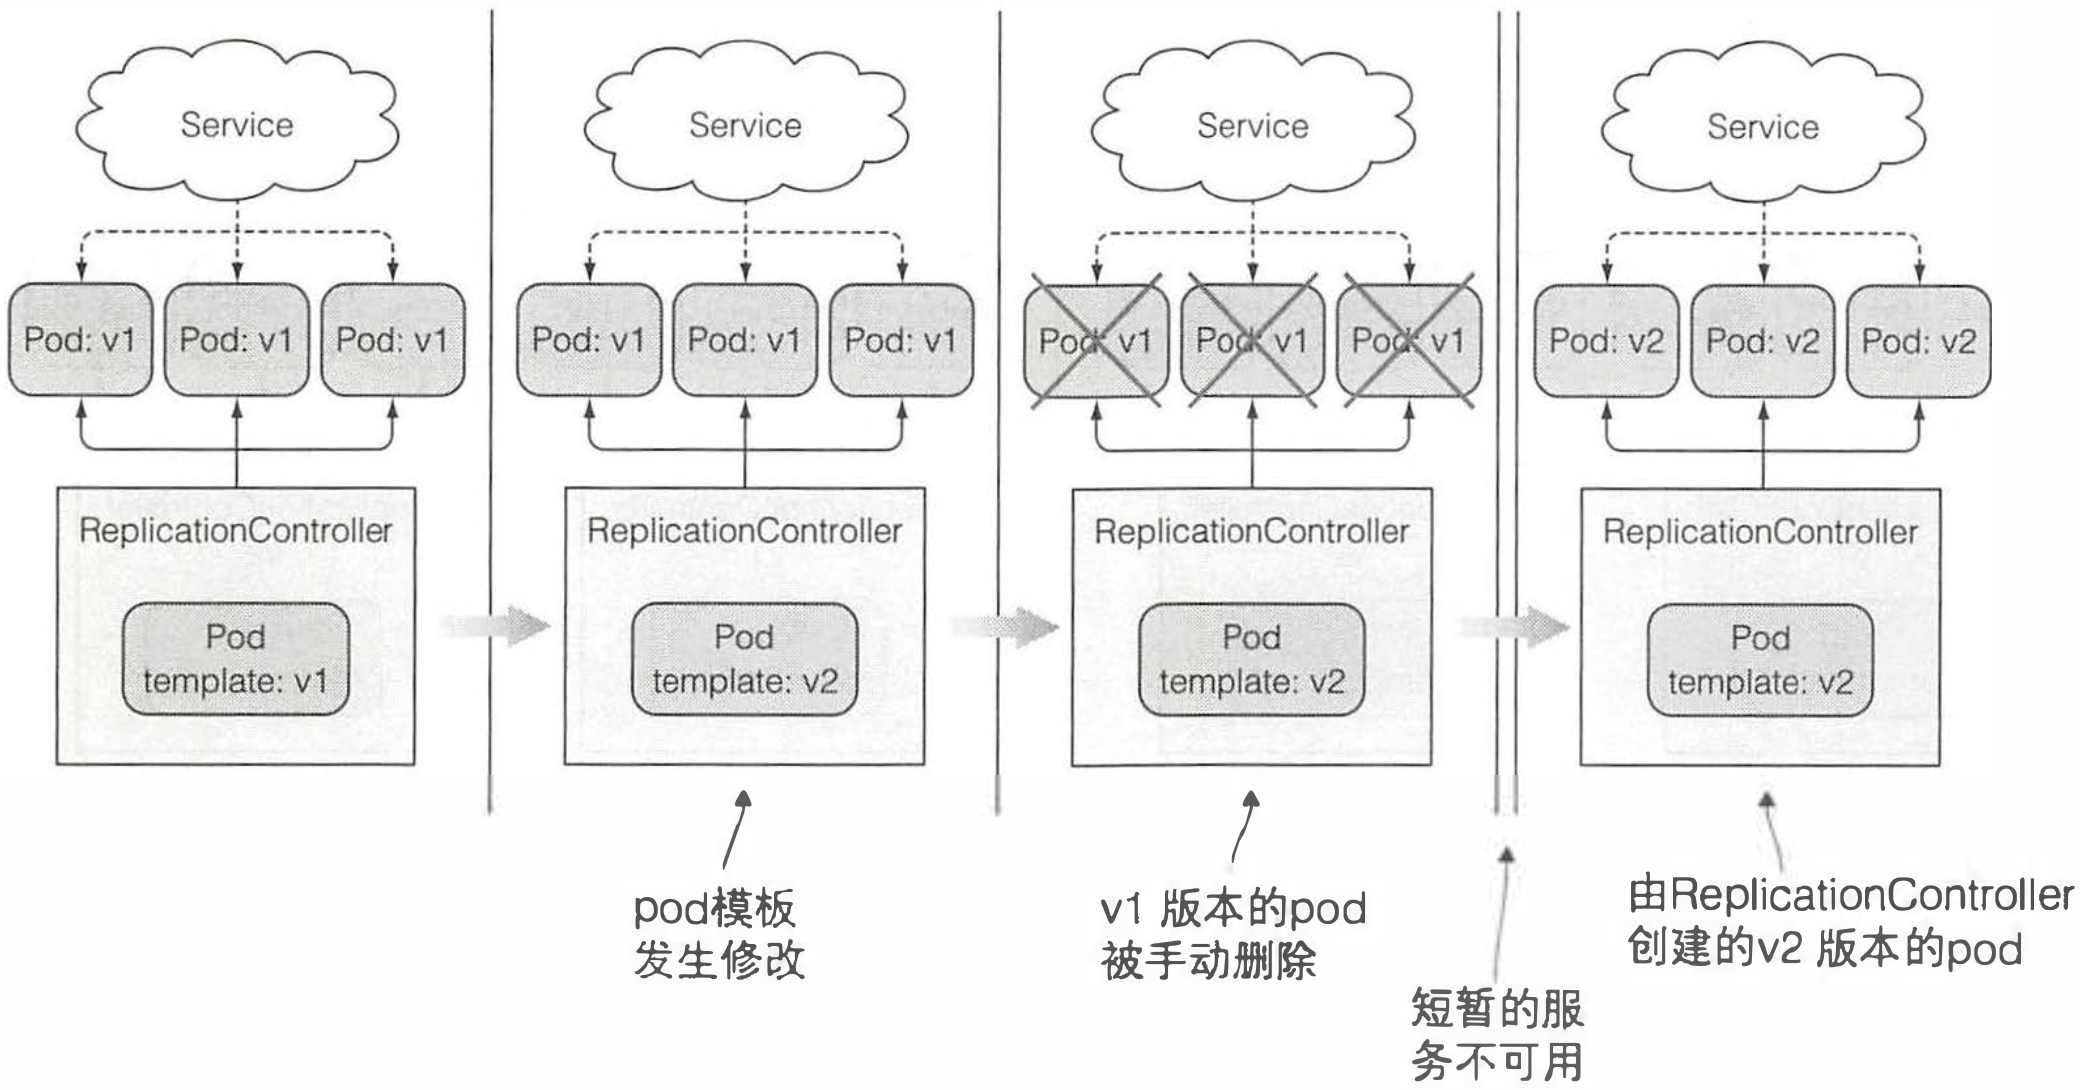 Service
Service
Service
Service
Pod: v1
Pod: v1
Pod: v1
Pod: v1
Pod: v1
Pod: v1
Pod: v1
Pod: v1
Pod: v1
Pod: v2
Pod: v2
Pod: v2
ReplicationController
ReplicationController
ReplicationController
ReplicationController
Pod
template: v1
Pod
template: v2
Pod
template: v2
Pod
template: v2
pod模板
发生修改
v1 版本的pod
被手动删除
短暂的服
务不可用
由ReplicationController
创建的v2 版本的pod